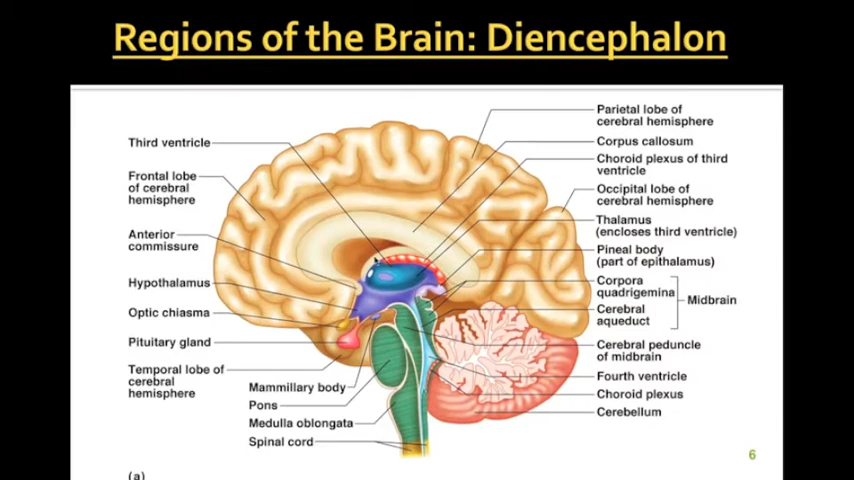 Regions of the Brain: Diencephalon
Third ventricle
Frontal lobe
of cerebral
hemisphere
Anterior
commissure
Hypothalamus
Optic chiasma
Pituitary gland
Temporal lobe of
cerebral
hemisphere
Mammillary body
Pons
Medulla oblongata
Spinal cord
(a)
Parietal lobe of
cerebral hemisphere
Corpus callosum
Choroid plexus of third
ventricle
Occipital lobe of
cerebral hemisphere
Thalamus
(encloses third ventricle)
Pineal body
(part of epithalamus)
Corpora
quadrigemina
Cerebral
aqueduct
Midbrain
Cerebral peduncle
of midbrain
Fourth ventricle
Choroid plexus
Cerebellum
6